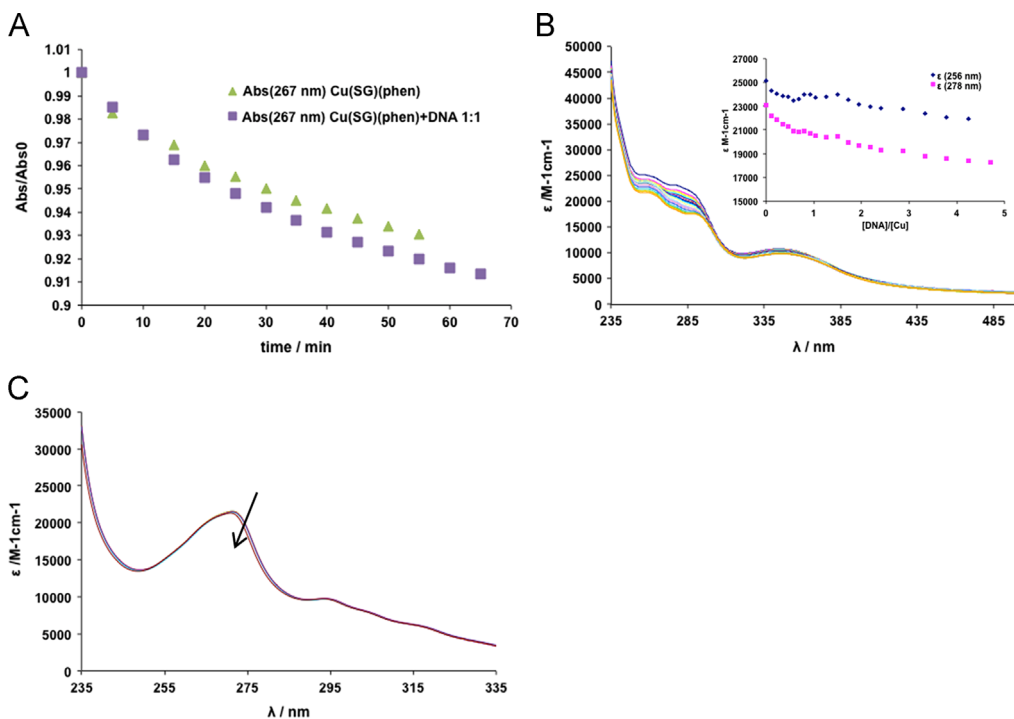 A
1.01
1
0.99
0.98
0.97
0.96
0.95
0.94
0.93
0.92
0.91
0.9
Abs/Abs0
Abs(267 nm) Cu(SG)(phen)
Abs(267 nm) Cu(SG)(phen)+DNA 1:1
0 10 20 30 40 50 60 70
time / min
B
50000
45000
40000
35000
30000
25000
20000
15000
10000
5000
0
ε /M-1cm-1
235 285 335 385 435 485
λ / nm
27000
25000
23000
21000
19000
17000
15000
ε M-1cm-1
ε (256 nm)
ε (278 nm)
0 1 2 3 4 5
[DNA]/[Cu]
C
35000
30000
25000
20000
15000
10000
5000
0
ε /M-1cm-1
235 255 275 295 315 335
λ / nm